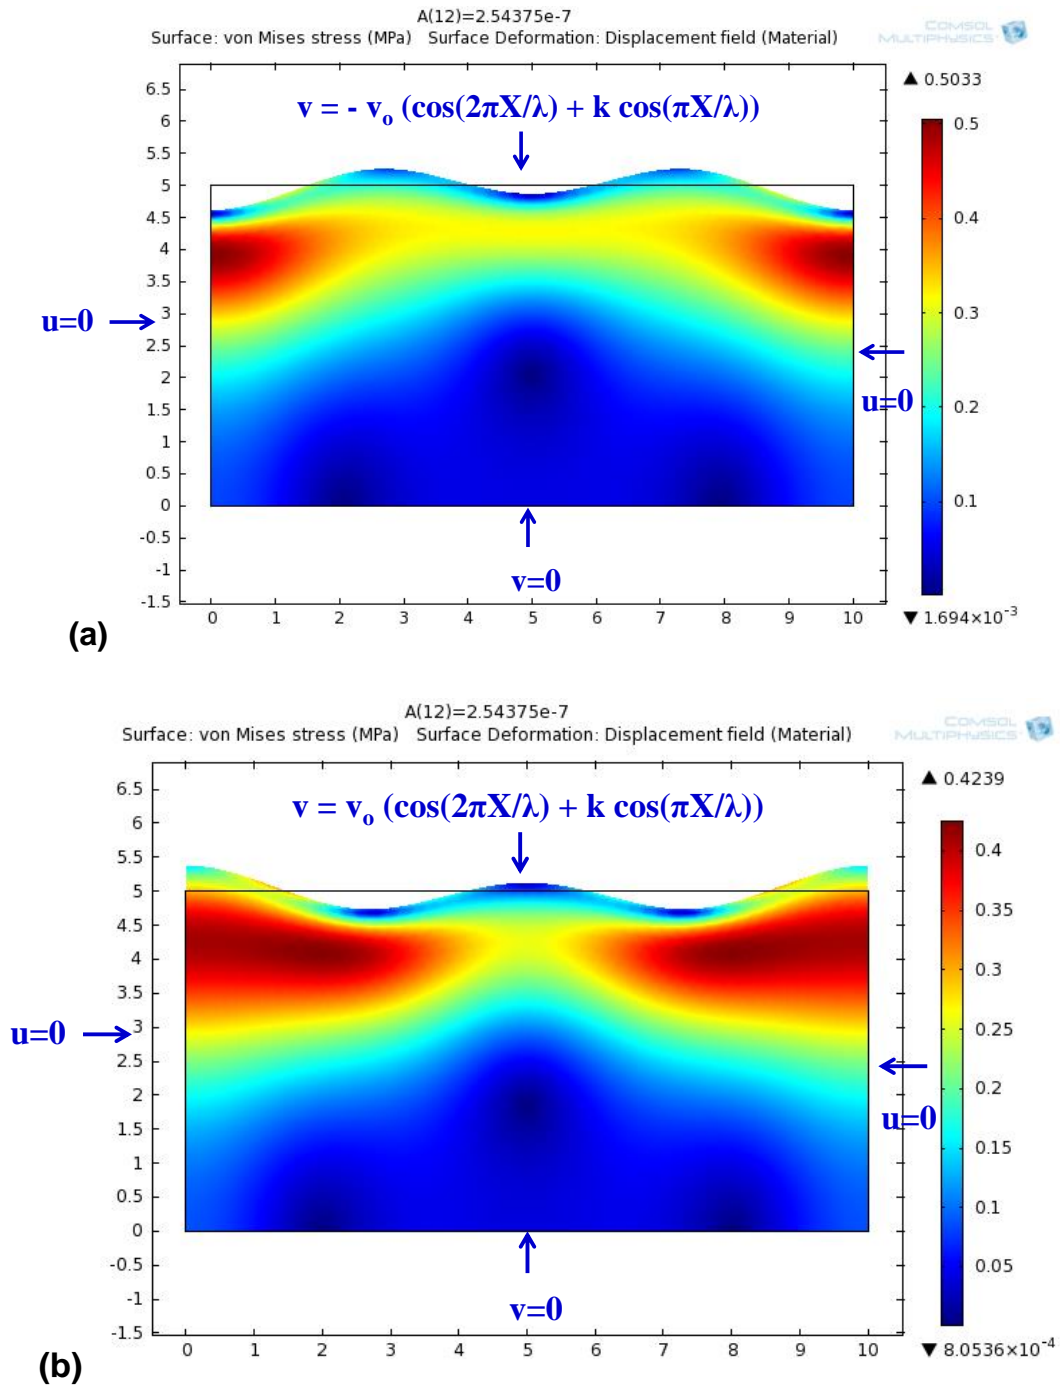 A(12)=2.54375e-7
Surface: von Mises stress (MPa) Surface Deformation: Displacement field (Material)
COMSOL
MULTIPHYSICS
▲ 0.5033
v = - vₒ (cos(2πX/λ) + k cos(πX/λ))
6.5
6
5.5
5
4.5
4
3.5
3
2.5
2
1.5
1
0.5
0
-0.5
-1
-1.5
u=0
u=0
v=0
0 1 2 3 4 5 6 7 8 9 10
0.5
0.4
0.3
0.2
0.1
▼ 1.694×10⁻³
(a)
A(12)=2.54375e-7
Surface: von Mises stress (MPa) Surface Deformation: Displacement field (Material)
COMSOL
MULTIPHYSICS
▲ 0.4239
v = vₒ (cos(2πX/λ) + k cos(πX/λ))
6.5
6
5.5
5
4.5
4
3.5
3
2.5
2
1.5
1
0.5
0
-0.5
-1
-1.5
u=0
u=0
v=0
0 1 2 3 4 5 6 7 8 9 10
0.4
0.35
0.3
0.25
0.2
0.15
0.1
0.05
▼ 8.0536×10⁻⁴
(b)